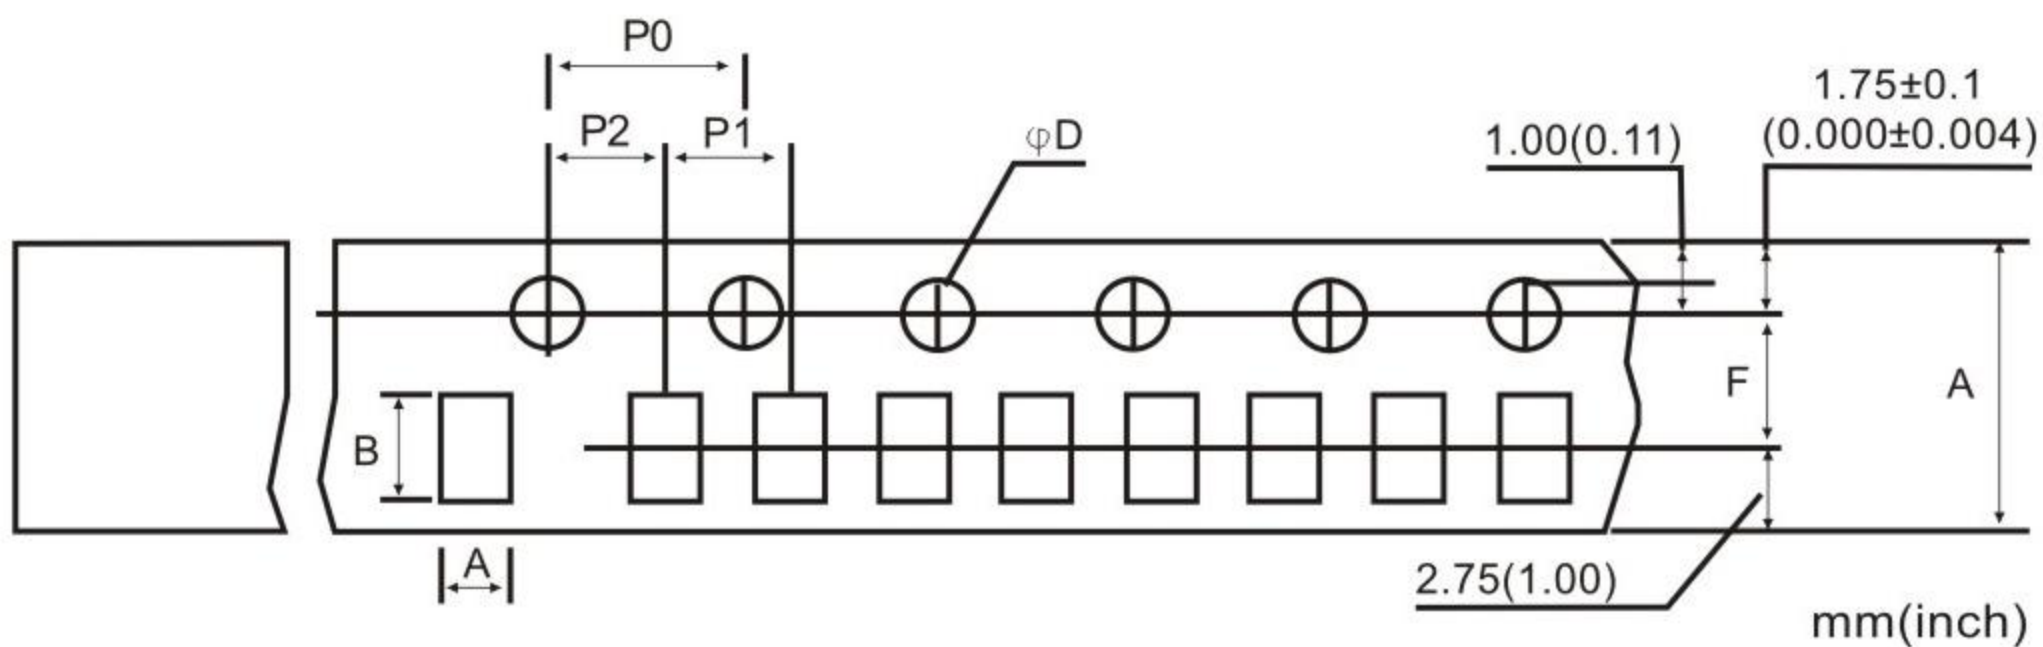 P0
P2
P1
φD
1.00(0.11)
1.75±0.1
(0.000±0.004)
B
F
A
A
2.75(1.00)
mm(inch)